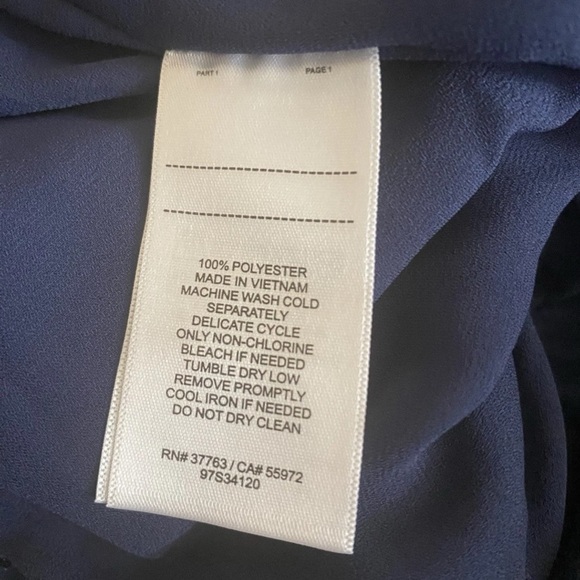 PART 1 PAGE 1
100% POLYESTER
MADE IN VIETNAM
MACHINE WASH COLD
SEPARATELY
DELICATE CYCLE
ONLY NON-CHLORINE
BLEACH IF NEEDED
TUMBLE DRY LOW
REMOVE PROMPTLY
COOL IRON IF NEEDED
DO NOT DRY CLEAN
RN# 37763 / CA# 55972
97S34120